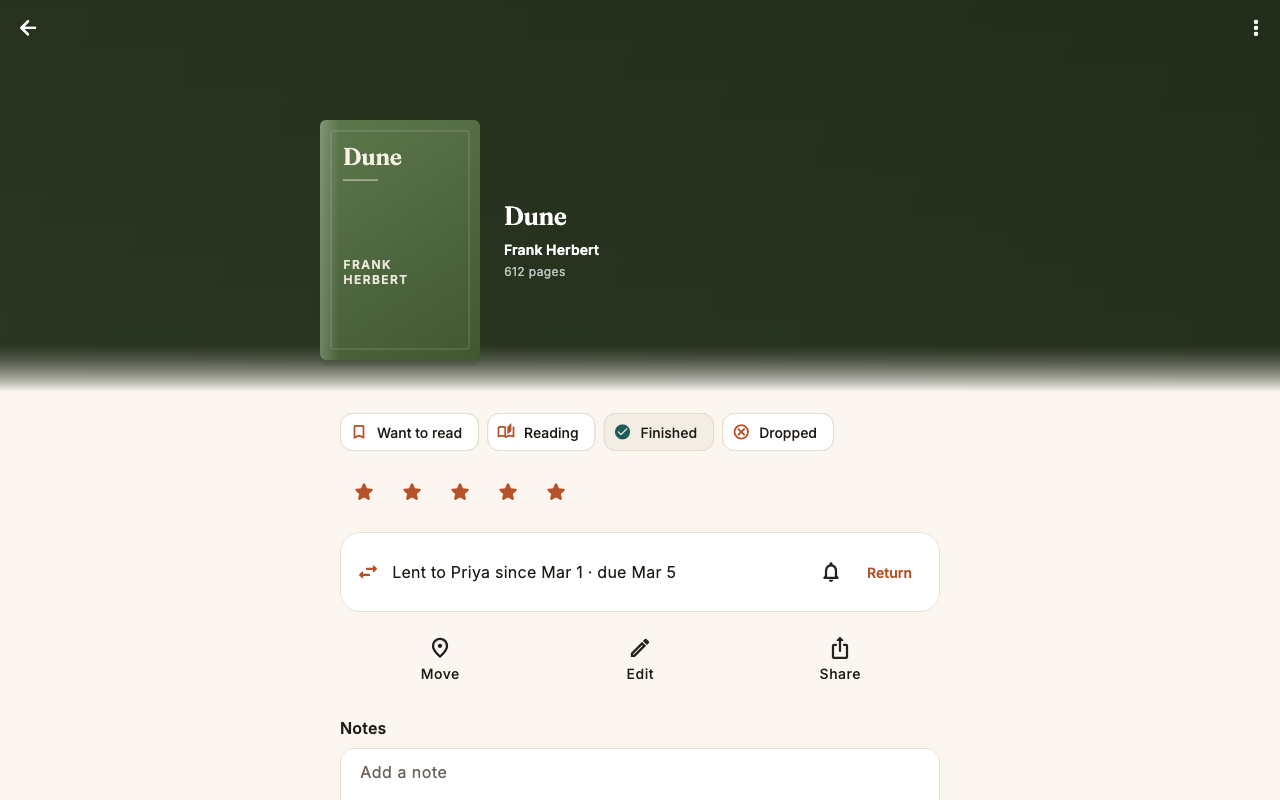 Dune
FRANK
HERBERT
Dune
Frank Herbert
612 pages
Want to read
Reading
Finished
Dropped
Lent to Priya since Mar 1 · due Mar 5
Return
Move
Edit
Share
Notes
Add a note